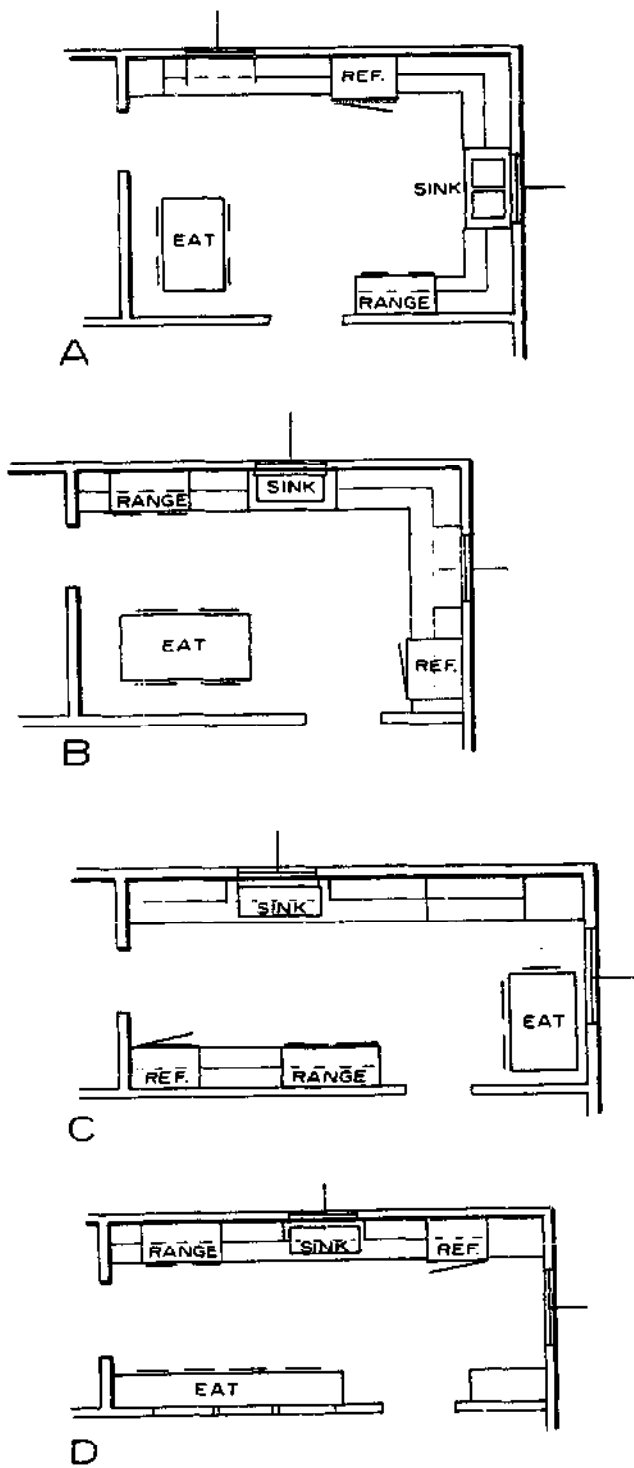 REF.
SINK
EAT
RANGE
A
RANGE
SINK
EAT
REF.
B
SINK
EAT
REF.
RANGE
C
RANGE
SINK
REF.
EAT
D